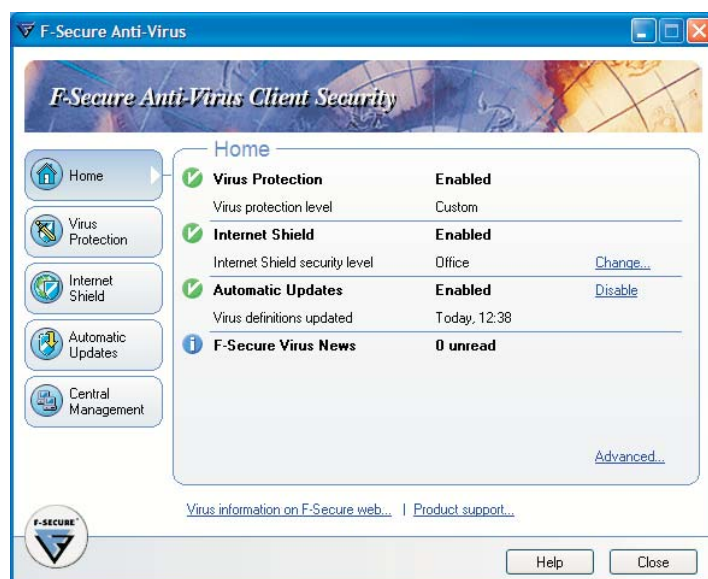 F-Secure Anti-Virus
F-Secure Anti-Virus Client Security
Home
Virus
Protection
Internet
Shield
Automatic
Updates
Central
Management
Home
Virus Protection Enabled
Virus protection level Custom
Internet Shield Enabled
Internet Shield security level Office Change...
Automatic Updates Enabled Disable
Virus definitions updated Today, 12:38
F-Secure Virus News 0 unread
Advanced...
Virus information on F-Secure web... | Product support...
F-SECURE
Help Close